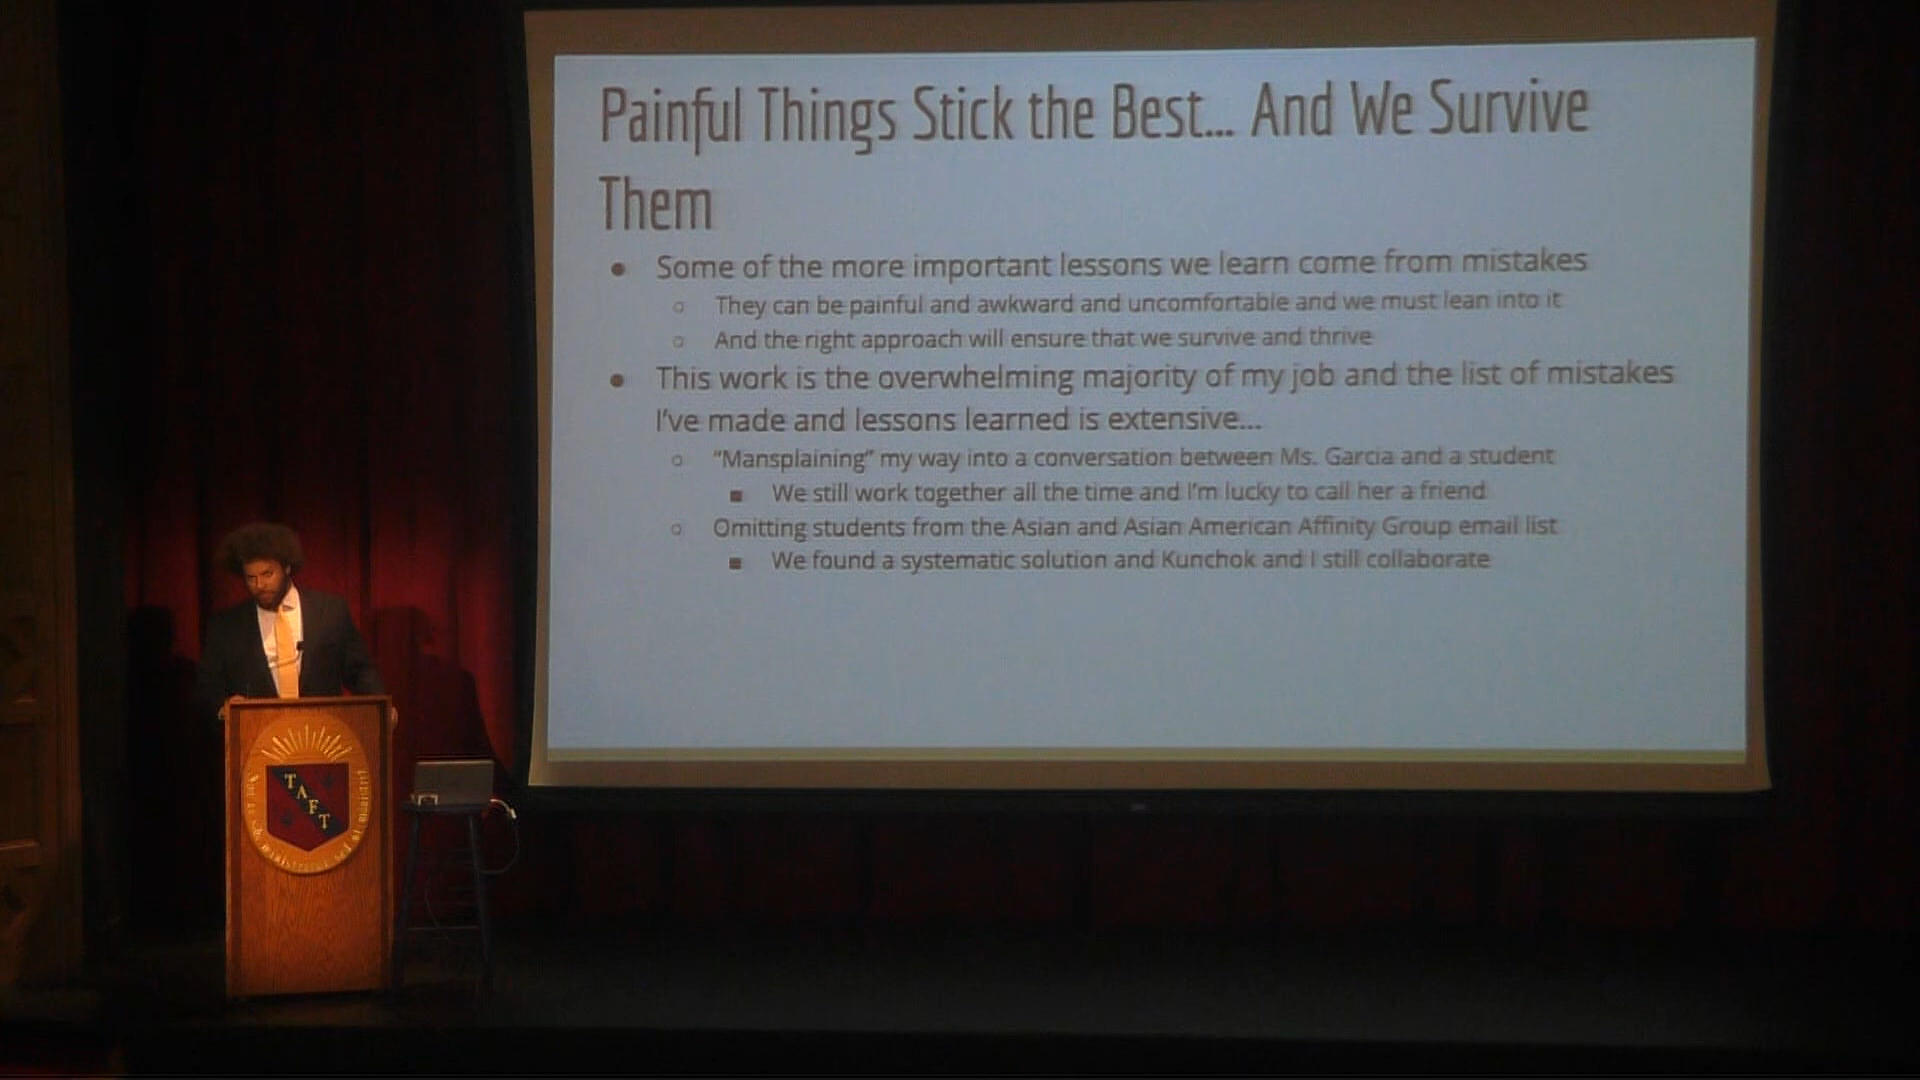 Painful Things Stick the Best... And We Survive
Them
● Some of the more important lessons we learn come from mistakes
○ They can be painful and awkward and uncomfortable and we must lean into it
○ And the right approach will ensure that we survive and thrive
● This work is the overwhelming majority of my job and the list of mistakes
I've made and lessons learned is extensive...
○ “Mansplaining” my way into a conversation between Ms. Garcia and a student
■ We still work together all the time and I'm lucky to call her a friend
○ Omitting students from the Asian and Asian American Affinity Group email list
■ We found a systematic solution and Kunchok and I still collaborate
TAFT